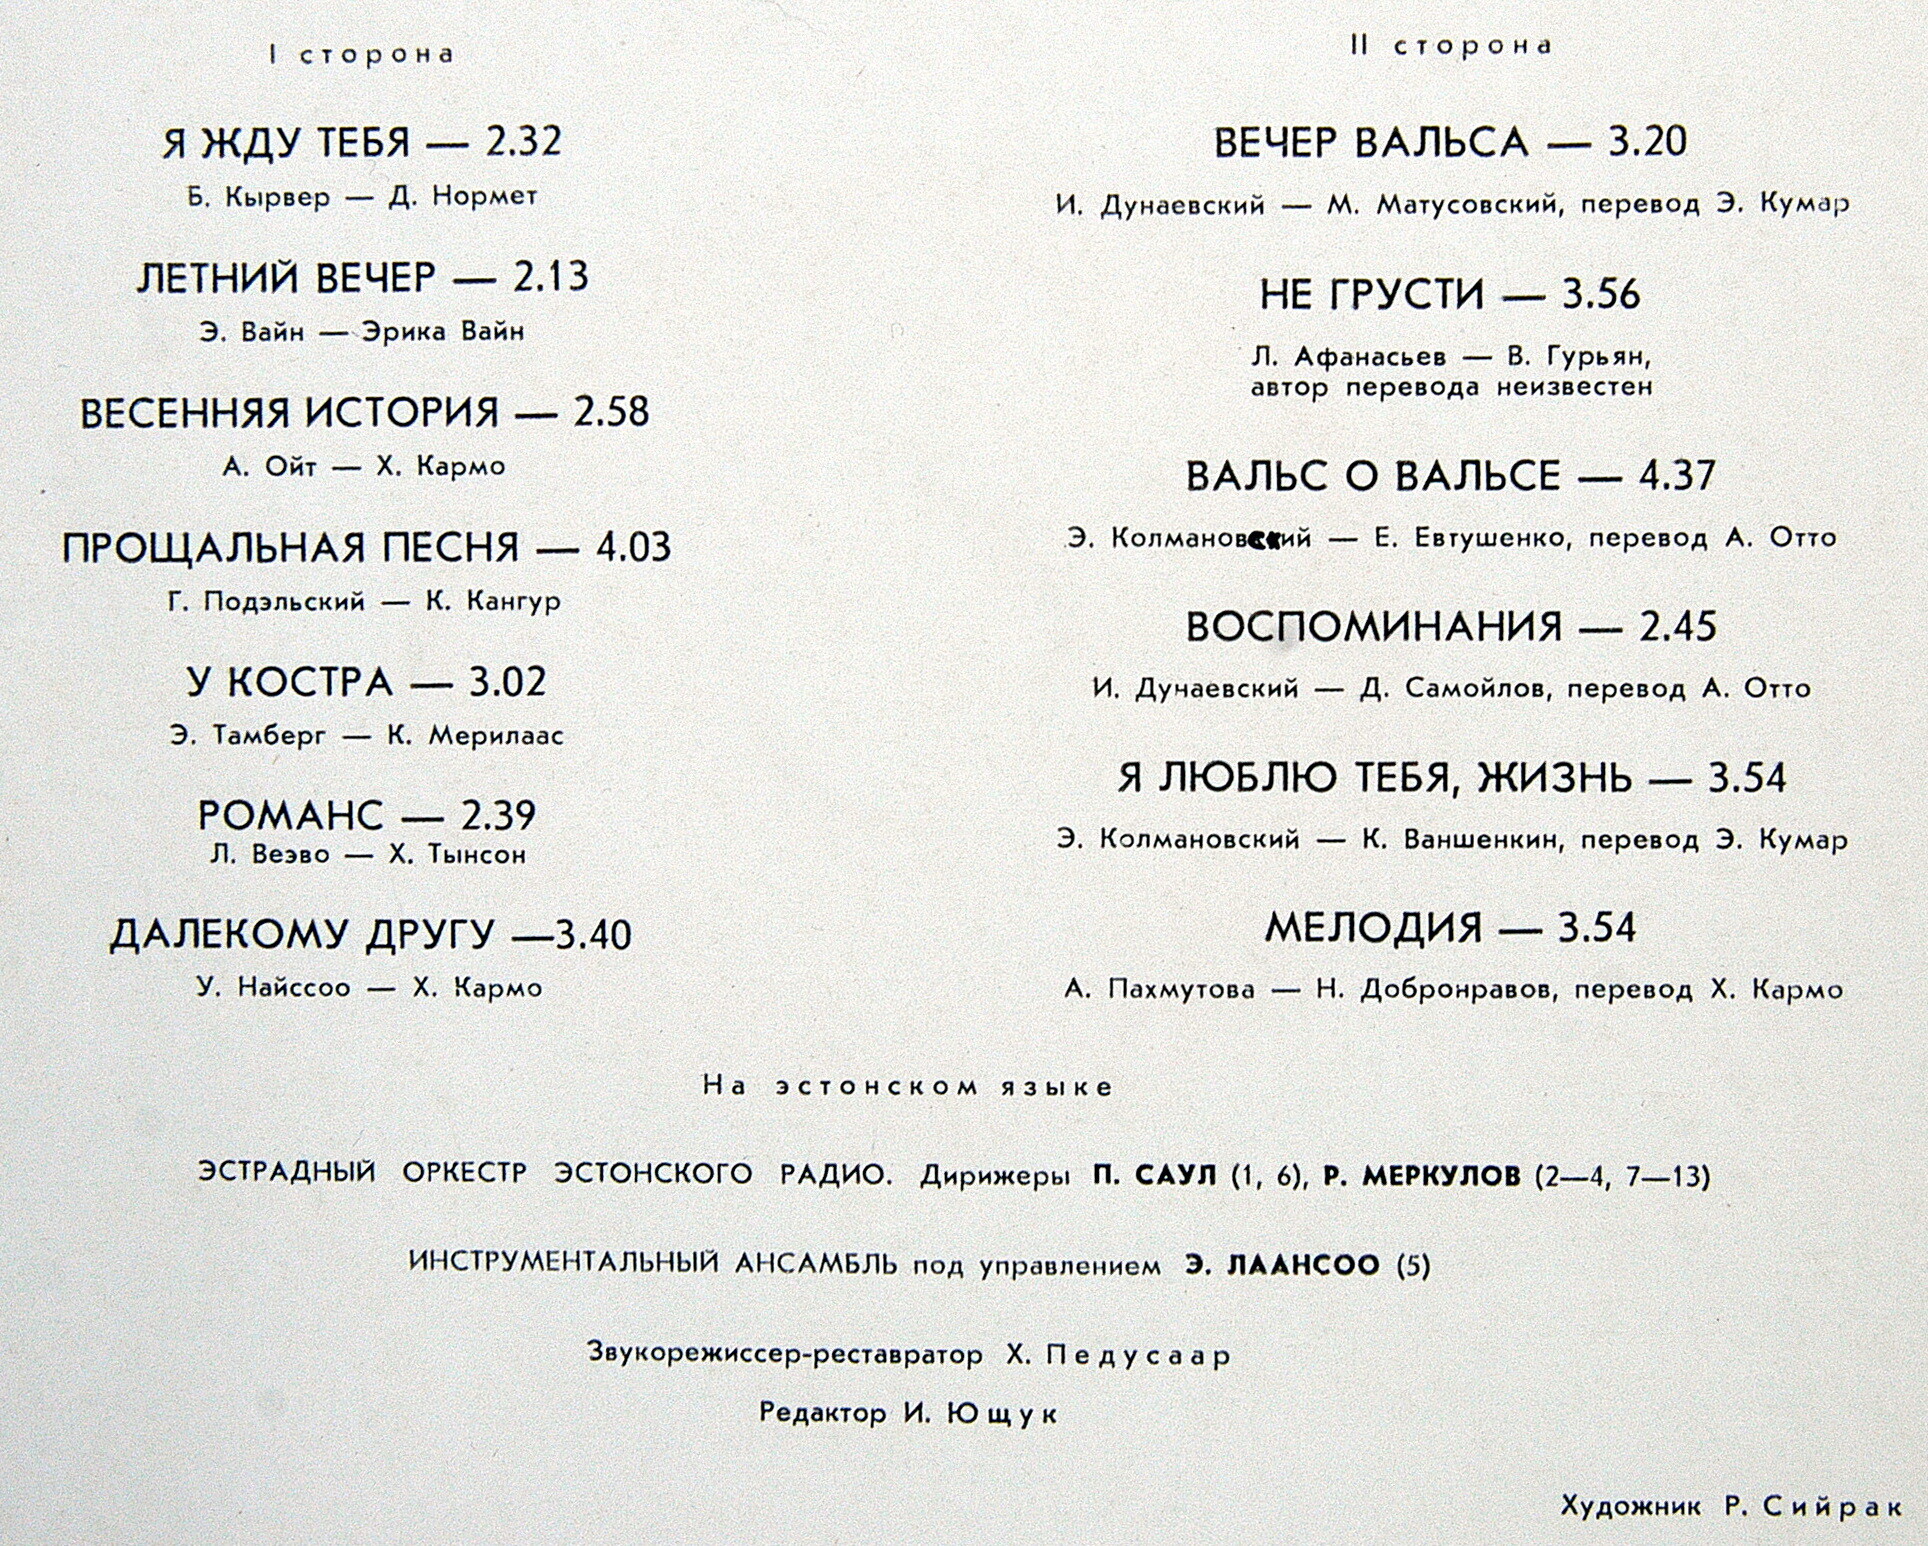 I сторона
Я ЖДУ ТЕБЯ — 2.32
Б. Кырвер — Д. Нормет
ЛЕТНИЙ ВЕЧЕР — 2.13
Э. Вайн — Эрика Вайн
ВЕСЕННЯЯ ИСТОРИЯ — 2.58
А. Ойт — Х. Кармо
ПРОЩАЛЬНАЯ ПЕСНЯ — 4.03
Г. Подэльский — К. Кангур
У КОСТРА — 3.02
Э. Тамберг — К. Мерилаас
РОМАНС — 2.39
Л. Веэво — Х. Тынсон
ДАЛЕКОМУ ДРУГУ —3.40
У. Найссоо — Х. Кармо
II сторона
ВЕЧЕР ВАЛЬСА — 3.20
И. Дунаевский — М. Матусовский, перевод Э. Кумар
НЕ ГРУСТИ — 3.56
Л. Афанасьев — В. Гурьян,
автор перевода неизвестен
ВАЛЬС О ВАЛЬСЕ — 4.37
Э. Колмановский — Е. Евтушенко, перевод А. Отто
ВОСПОМИНАНИЯ — 2.45
И. Дунаевский — Д. Самойлов, перевод А. Отто
Я ЛЮБЛЮ ТЕБЯ, ЖИЗНЬ — 3.54
Э. Колмановский — К. Ваншенкин, перевод Э. Кумар
МЕЛОДИЯ — 3.54
А. Пахмутова — Н. Добронравов, перевод Х. Кармо
На эстонском языке
ЭСТРАДНЫЙ ОРКЕСТР ЭСТОНСКОГО РАДИО. Дирижеры П. САУЛ (1, 6), Р. МЕРКУЛОВ (2—4, 7—13)
ИНСТРУМЕНТАЛЬНЫЙ АНСАМБЛЬ под управлением Э. ЛААНСОО (5)
Звукорежиссер-реставратор Х. Педусаар
Редактор И. Ющук
Художник Р. Сийрак